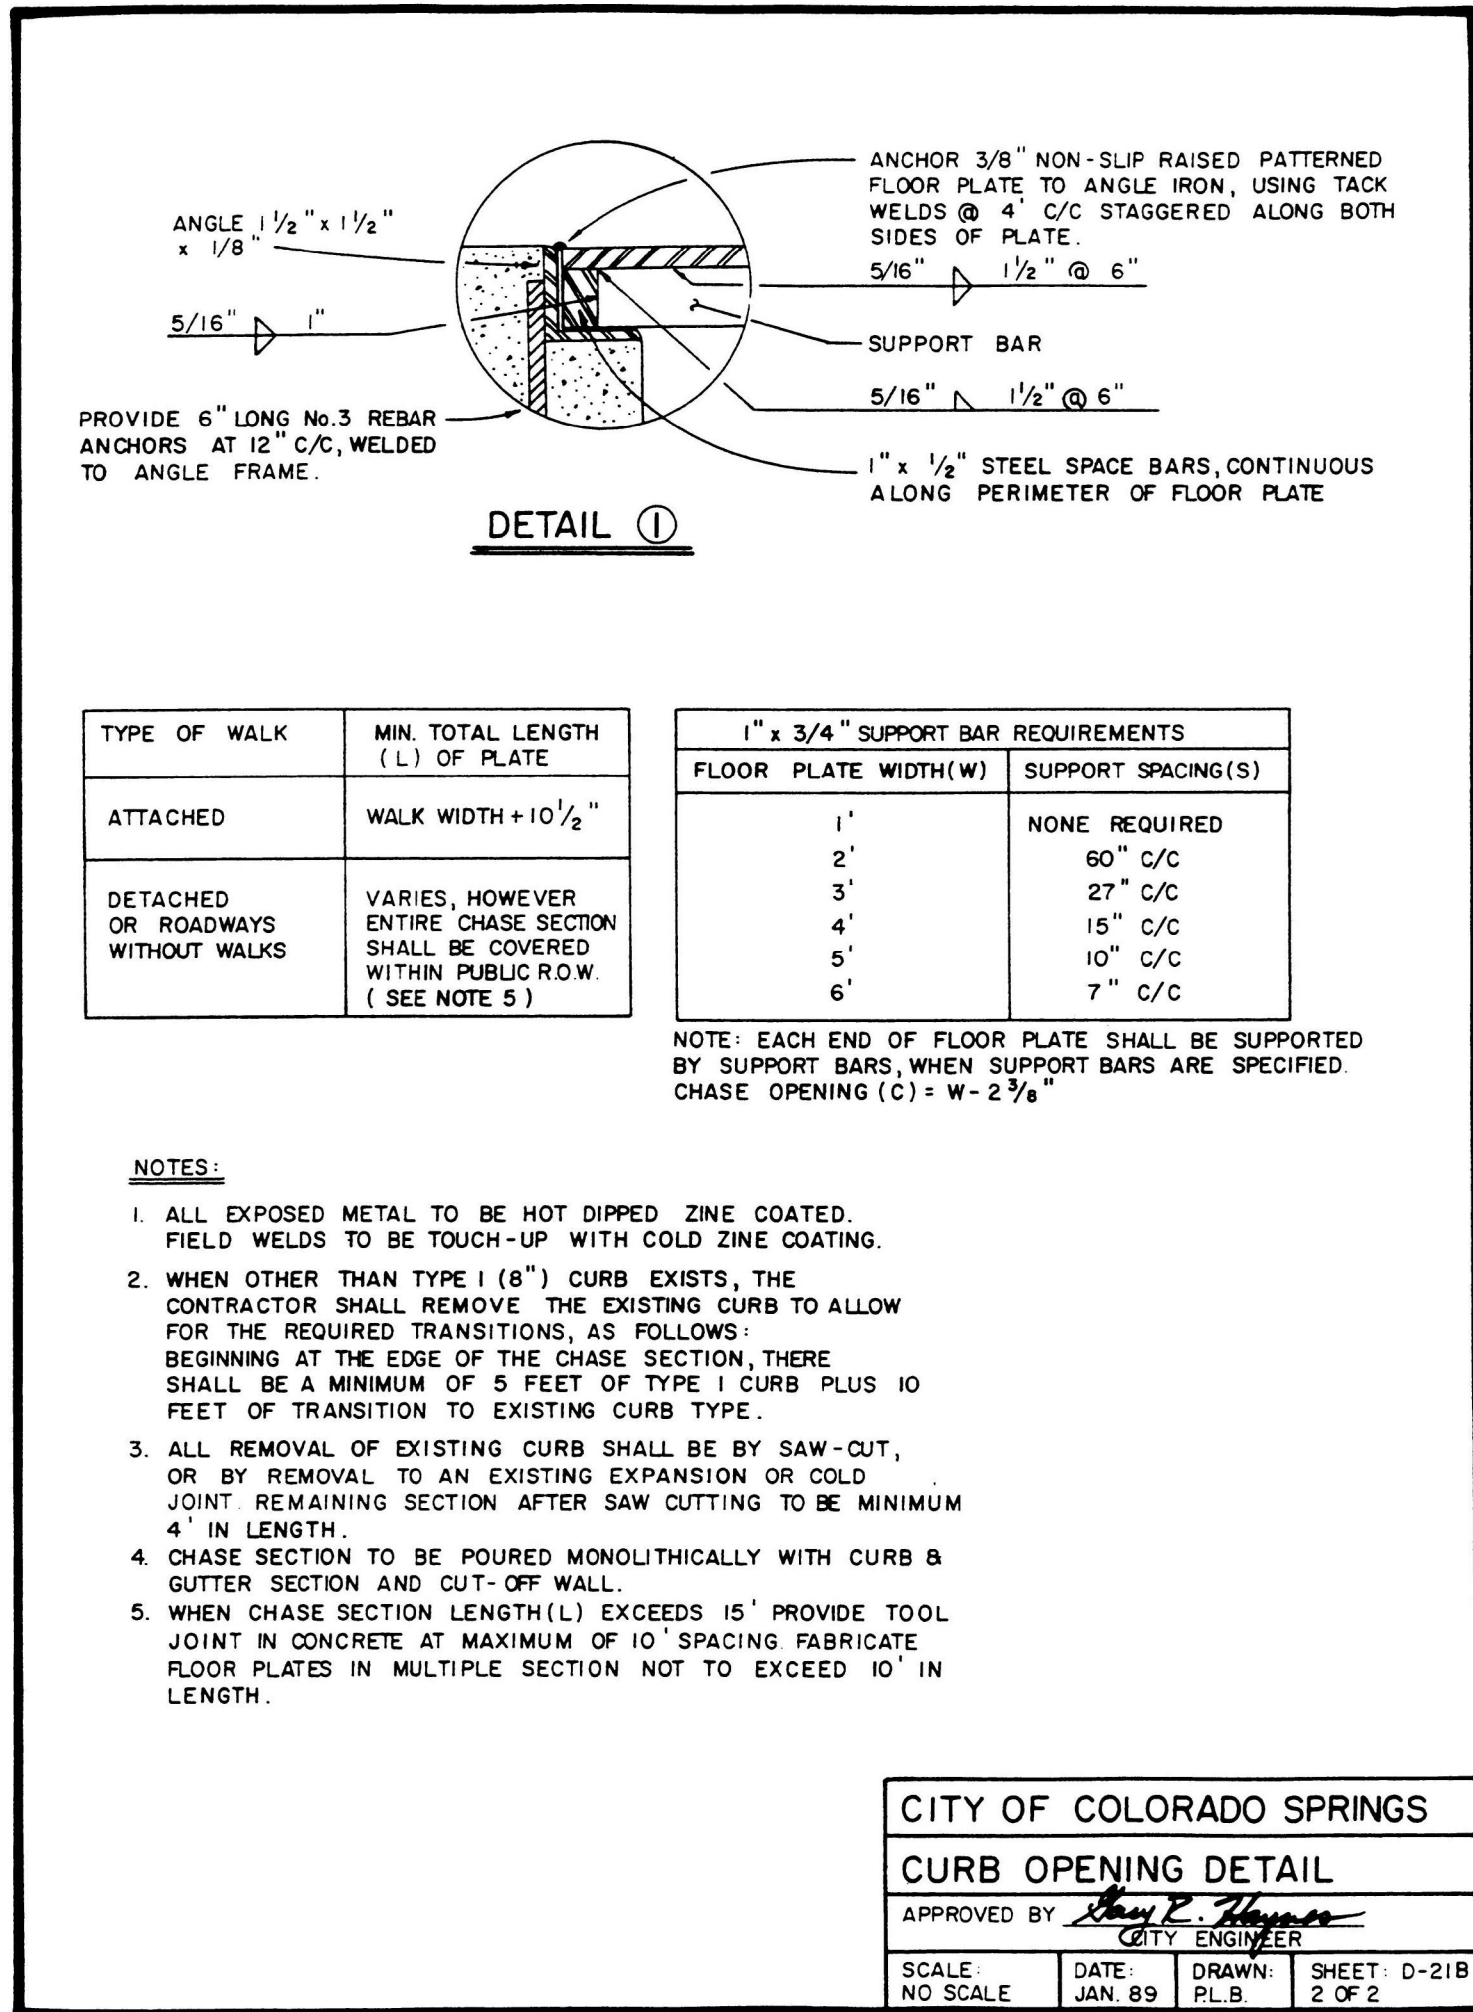 ANCHOR 3/8" NON-SLIP RAISED PATTERNED
FLOOR PLATE TO ANGLE IRON, USING TACK
WELDS @ 4' C/C STAGGERED ALONG BOTH
SIDES OF PLATE.
ANGLE 1 1/2" x 1 1/2"
x 1/8"
5/16" 1 1/2" @ 6"
5/16" 1"
SUPPORT BAR
5/16" 1 1/2" @ 6"
PROVIDE 6" LONG No.3 REBAR
ANCHORS AT 12" C/C, WELDED
TO ANGLE FRAME.
1" x 1/2" STEEL SPACE BARS, CONTINUOUS
ALONG PERIMETER OF FLOOR PLATE
DETAIL 1
TYPE OF WALK
MIN. TOTAL LENGTH
(L) OF PLATE
ATTACHED
WALK WIDTH + 10 1/2"
DETACHED
OR ROADWAYS
WITHOUT WALKS
VARIES, HOWEVER
ENTIRE CHASE SECTION
SHALL BE COVERED
WITHIN PUBLIC R.O.W.
( SEE NOTE 5 )
1" x 3/4" SUPPORT BAR REQUIREMENTS
FLOOR PLATE WIDTH(W) SUPPORT SPACING(S)
1' NONE REQUIRED
2' 60" C/C
3' 27" C/C
4' 15" C/C
5' 10" C/C
6' 7" C/C
NOTE: EACH END OF FLOOR PLATE SHALL BE SUPPORTED
BY SUPPORT BARS, WHEN SUPPORT BARS ARE SPECIFIED.
CHASE OPENING (C) = W - 2 3/8"
NOTES:
1. ALL EXPOSED METAL TO BE HOT DIPPED ZINE COATED.
FIELD WELDS TO BE TOUCH-UP WITH COLD ZINE COATING.
2. WHEN OTHER THAN TYPE 1 (8") CURB EXISTS, THE
CONTRACTOR SHALL REMOVE THE EXISTING CURB TO ALLOW
FOR THE REQUIRED TRANSITIONS, AS FOLLOWS:
BEGINNING AT THE EDGE OF THE CHASE SECTION, THERE
SHALL BE A MINIMUM OF 5 FEET OF TYPE 1 CURB PLUS 10
FEET OF TRANSITION TO EXISTING CURB TYPE.
3. ALL REMOVAL OF EXISTING CURB SHALL BE BY SAW-CUT,
OR BY REMOVAL TO AN EXISTING EXPANSION OR COLD
JOINT. REMAINING SECTION AFTER SAW CUTTING TO BE MINIMUM
4' IN LENGTH.
4. CHASE SECTION TO BE POURED MONOLITHICALLY WITH CURB &
GUTTER SECTION AND CUT-OFF WALL.
5. WHEN CHASE SECTION LENGTH(L) EXCEEDS 15' PROVIDE TOOL
JOINT IN CONCRETE AT MAXIMUM OF 10' SPACING. FABRICATE
FLOOR PLATES IN MULTIPLE SECTION NOT TO EXCEED 10' IN
LENGTH.
CITY OF COLORADO SPRINGS
CURB OPENING DETAIL
APPROVED BY Gary R. Haynes
CITY ENGINEER
SCALE:
NO SCALE
DATE:
JAN. 89
DRAWN:
P.L.B.
SHEET: D-21B
2 OF 2